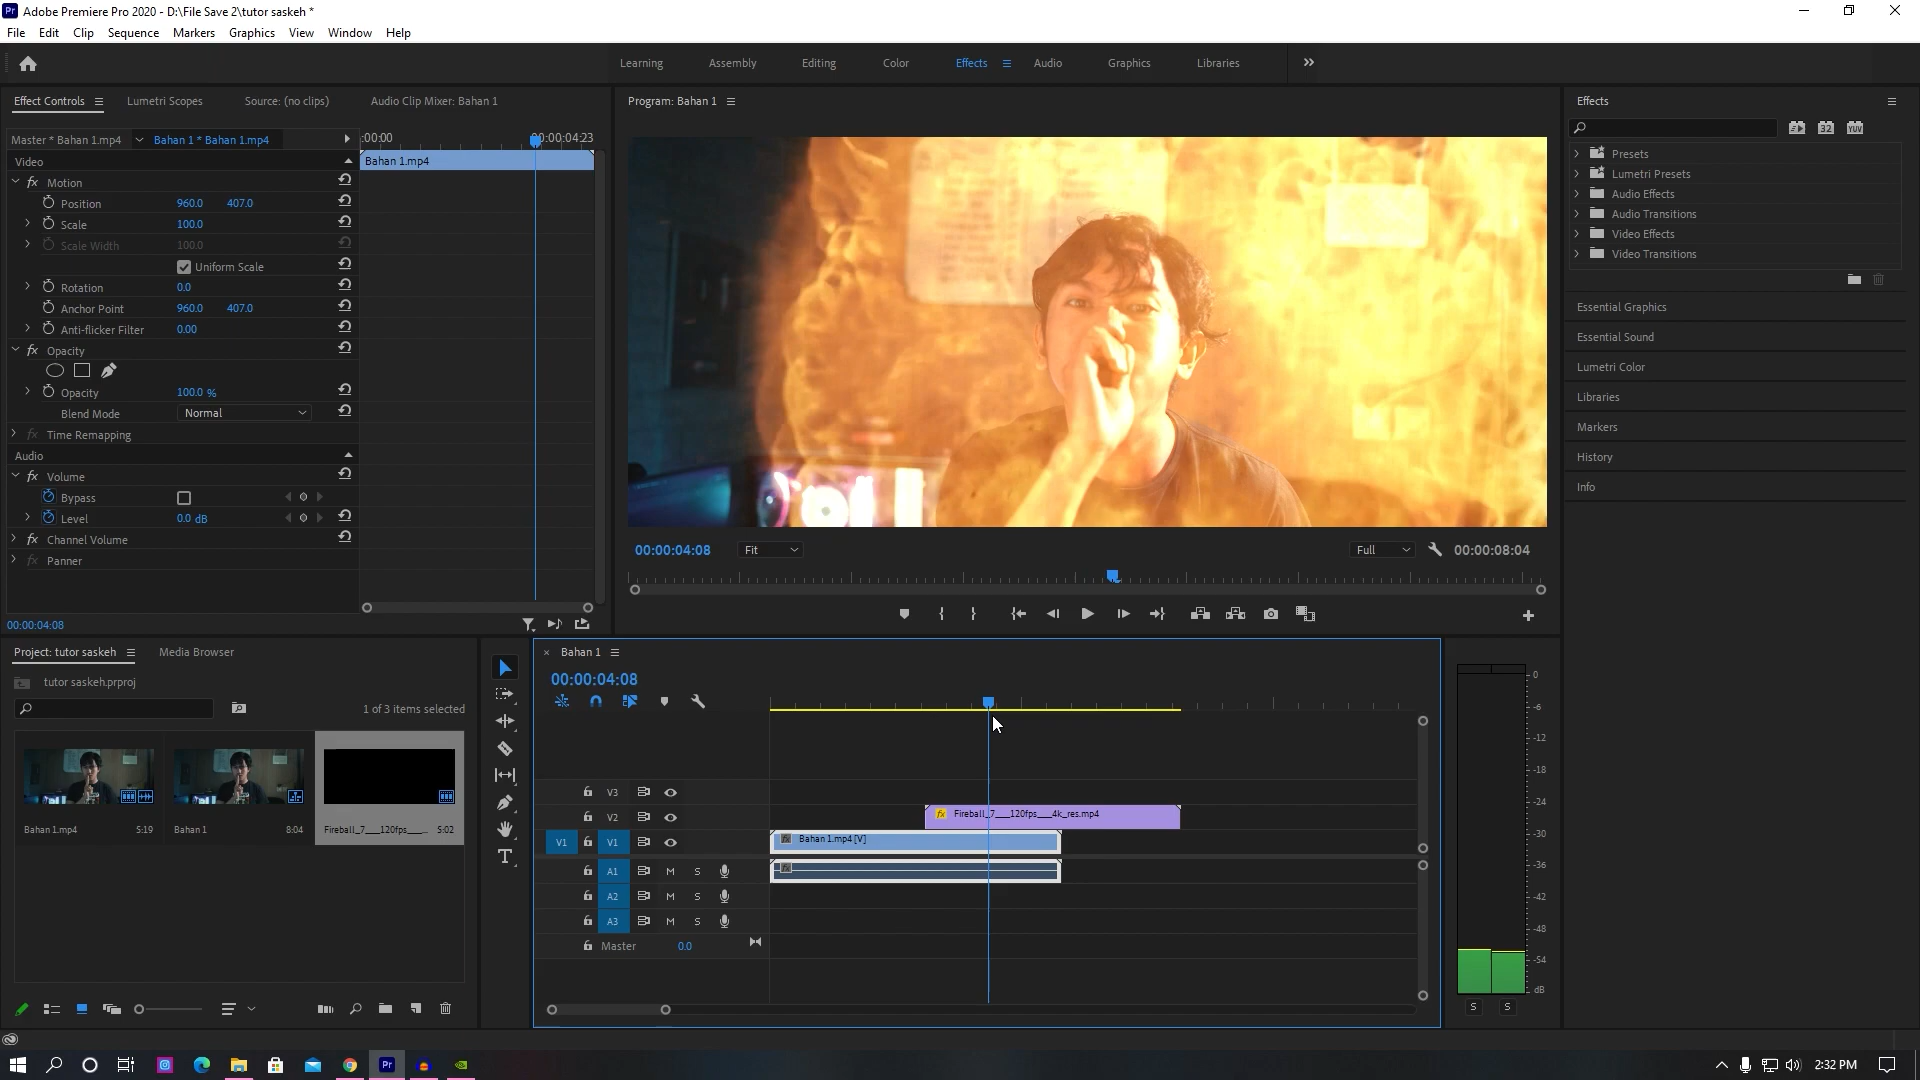 Adobe Premiere Pro 2020 - D:\File Save 2\tutor saskeh *
File Edit Clip Sequence Markers Graphics View Window Help
Learning Assembly Editing Color Effects Audio Graphics Libraries
Effect Controls Lumetri Scopes Source: (no clips) Audio Clip Mixer: Bahan 1
Program: Bahan 1
Effects
Master * Bahan 1.mp4 Bahan 1 * Bahan 1.mp4
:00:00 00:00:04:23
Video
Bahan 1.mp4
fx Motion
Position 960.0 407.0
Scale 100.0
Scale Width 100.0
Uniform Scale
Rotation 0.0
Anchor Point 960.0 407.0
Anti-flicker Filter 0.00
fx Opacity
Opacity 100.0 %
Blend Mode Normal
fx Time Remapping
Audio
fx Volume
Bypass
Level 0.0 dB
fx Channel Volume
fx Panner
00:00:04:08
00:00:04:08 Fit Full 00:00:08:04
32 YUV
Presets
Lumetri Presets
Audio Effects
Audio Transitions
Video Effects
Video Transitions
Essential Graphics
Essential Sound
Lumetri Color
Libraries
Markers
History
Info
Project: tutor saskeh Media Browser
tutor saskeh.prproj
1 of 3 items selected
Bahan 1.mp4 5:19
Bahan 1 8:04
Fireball_7___120fps___... 5:02
× Bahan 1
00:00:04:08
V3
V2
Fireball_7___120fps___4k_res.mp4
V1 V1
Bahan 1.mp4 [V]
A1 M S
A2 M S
A3 M S
Master 0.0
0
-6
-12
-18
-24
-30
-36
-42
-48
-54
dB
S S
Pr
2:32 PM